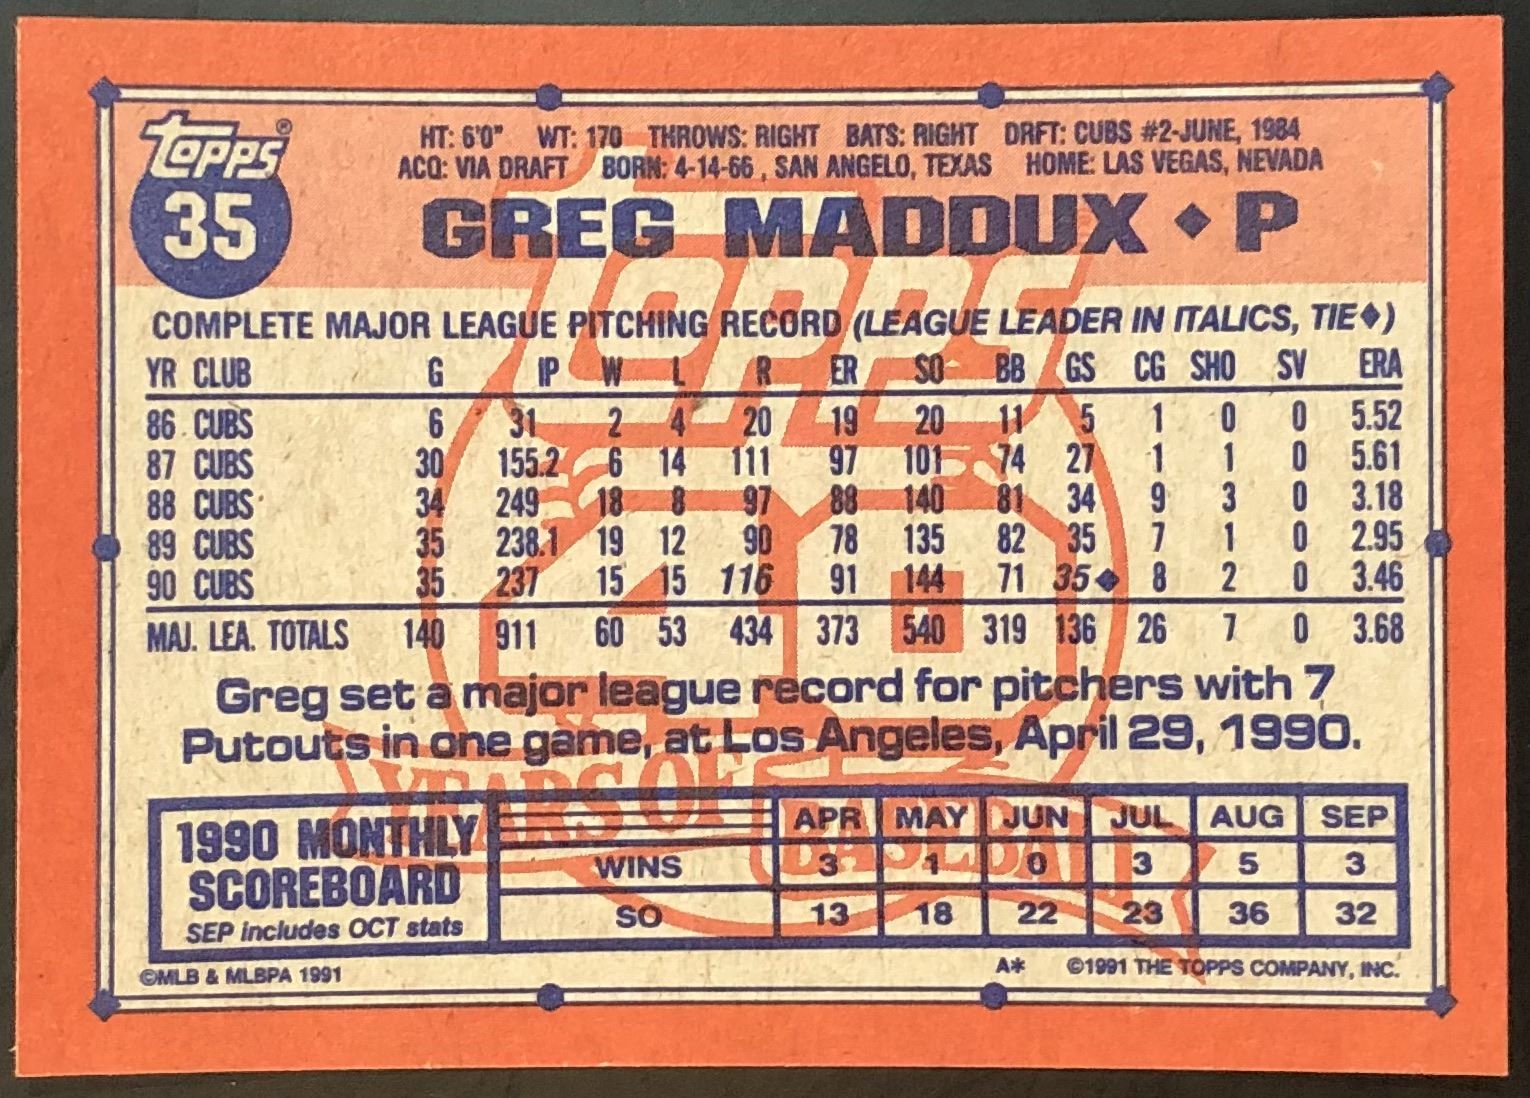 Topps®
35
HT: 6'0" WT: 170 THROWS: RIGHT BATS: RIGHT DRFT: CUBS #2-JUNE, 1984
ACQ: VIA DRAFT BORN: 4-14-66 , SAN ANGELO, TEXAS HOME: LAS VEGAS, NEVADA
GREG MADDUX ◆ P
COMPLETE MAJOR LEAGUE PITCHING RECORD (LEAGUE LEADER IN ITALICS, TIE◆)
YR CLUB G IP W L R ER SO BB GS CG SHO SV ERA
86 CUBS 6 31 2 4 20 19 20 11 5 1 0 0 5.52
87 CUBS 30 155.2 6 14 111 97 101 74 27 1 1 0 5.61
88 CUBS 34 249 18 8 97 88 140 81 34 9 3 0 3.18
89 CUBS 35 238.1 19 12 90 78 135 82 35 7 1 0 2.95
90 CUBS 35 237 15 15 116 91 144 71 35◆ 8 2 0 3.46
MAJ. LEA. TOTALS 140 911 60 53 434 373 540 319 136 26 7 0 3.68
Greg set a major league record for pitchers with 7
Putouts in one game, at Los Angeles, April 29, 1990.
Topps
40
YEARS OF
BASEBALL
1990 MONTHLY
SCOREBOARD
SEP includes OCT stats
APR MAY JUN JUL AUG SEP
WINS 3 1 0 3 5 3
SO 13 18 22 23 36 32
©MLB & MLBPA 1991 A* ©1991 THE TOPPS COMPANY, INC.